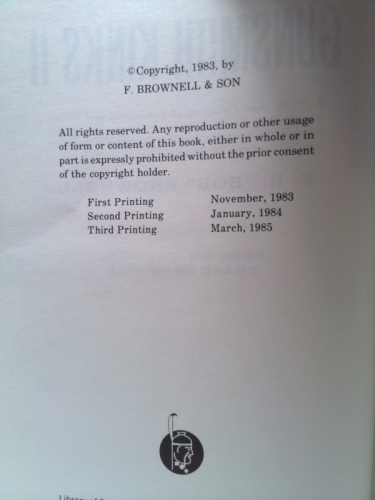 ©Copyright, 1983, by
F. BROWNELL & SON
All rights reserved. Any reproduction or other usage
of form or content of this book, either in whole or in
part is expressly prohibited without the prior consent
of the copyright holder.
First Printing November, 1983
Second Printing January, 1984
Third Printing March, 1985
Library of